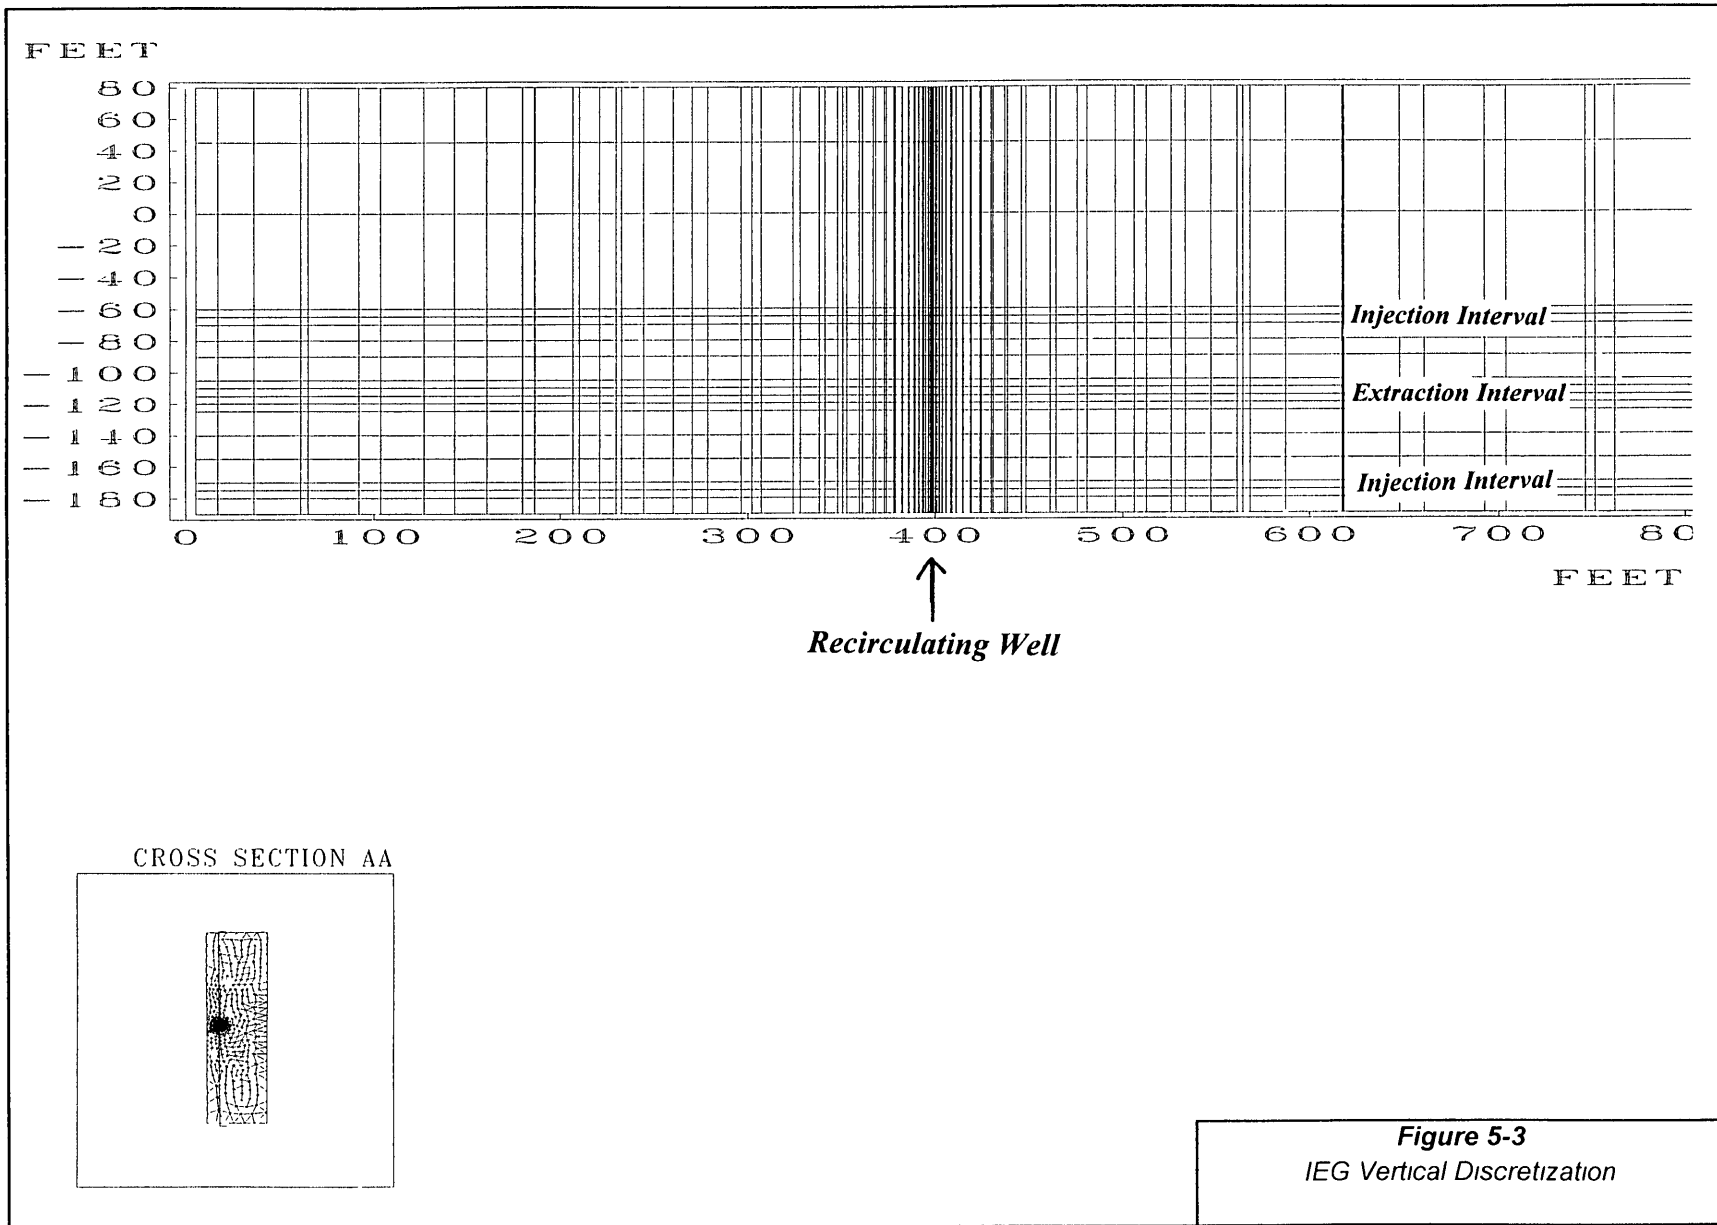 FEET
80
60
40
20
0
-20
-40
-60
-80
-100
-120
-140
-160
-180
Injection Interval
Extraction Interval
Injection Interval
0 100 200 300 400 500 600 700 80
FEET
Recirculating Well
CROSS SECTION AA
Figure 5-3
IEG Vertical Discretization